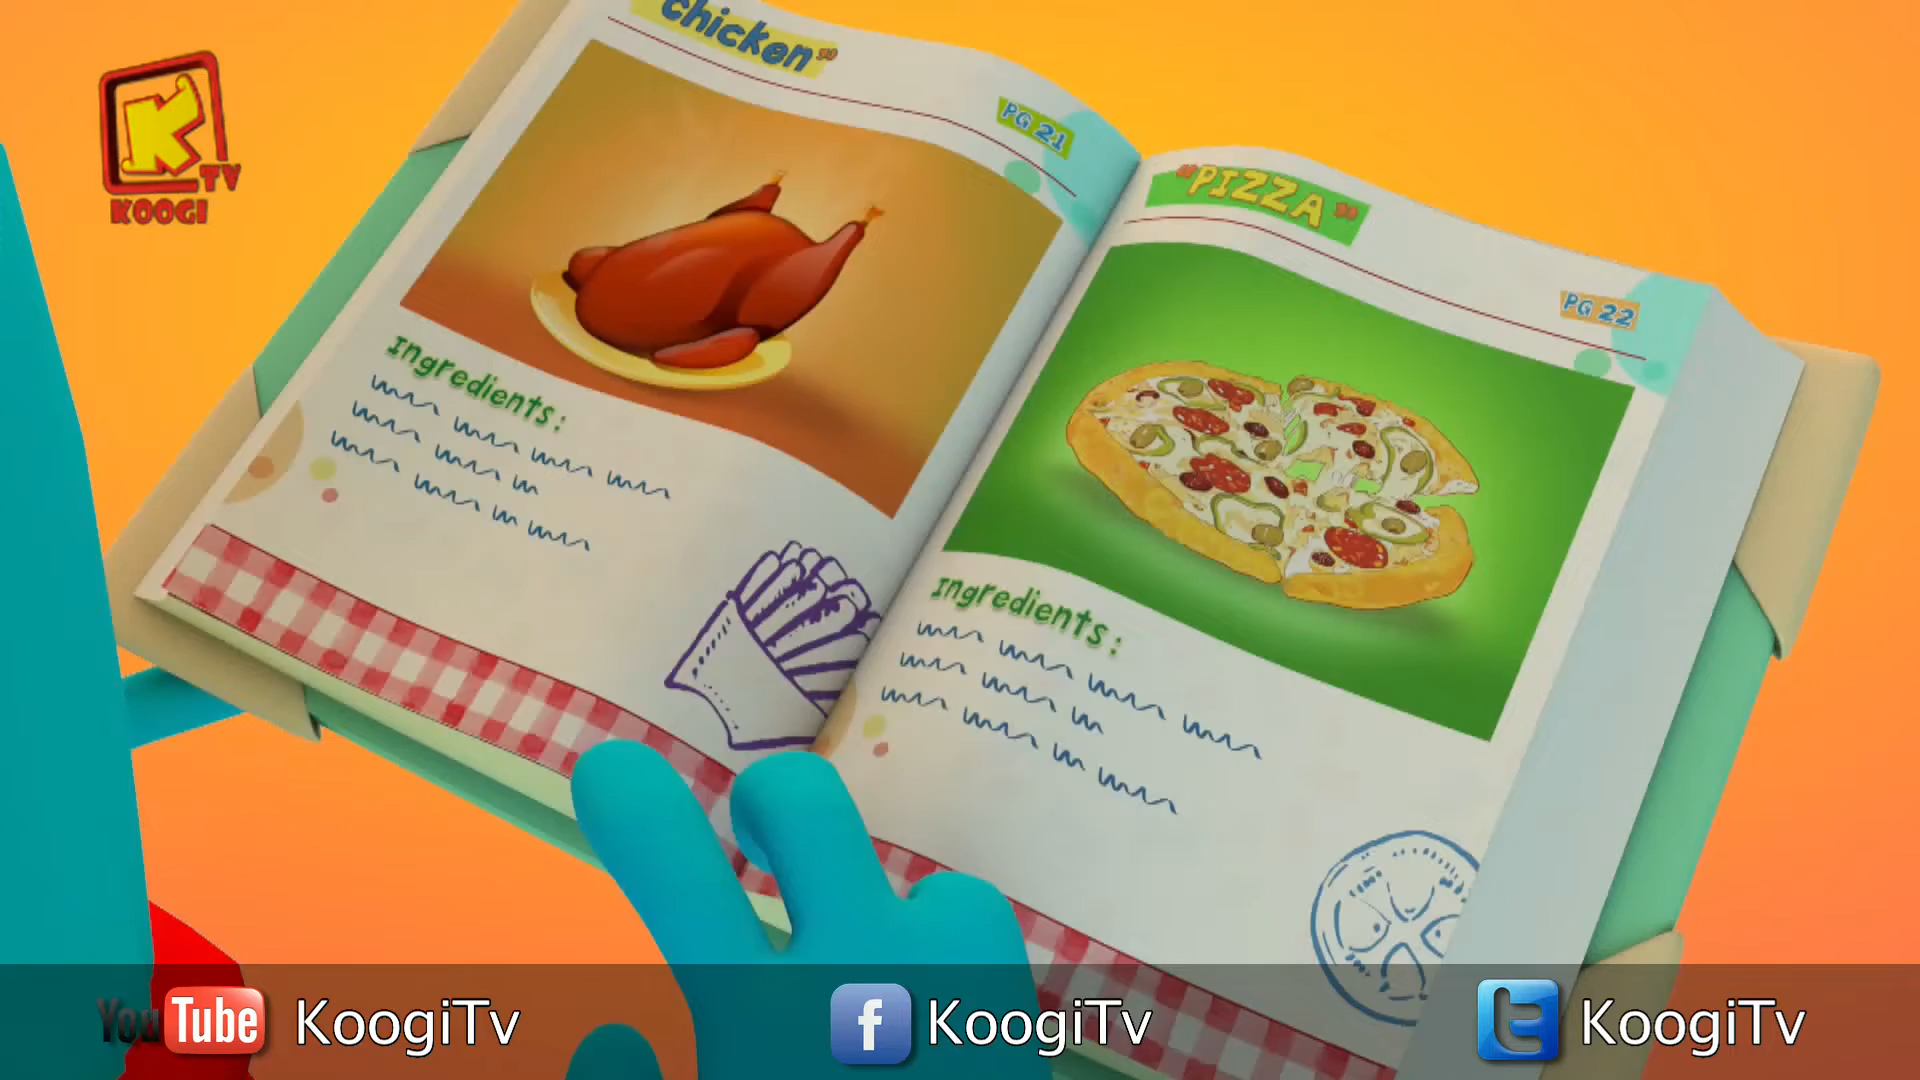 Chicken"
PG 21
"PIZZA"
PG 22
K TV
KOOGI
Ingredients:
Ingredients:
YouTube KoogiTv
f KoogiTv
t KoogiTv